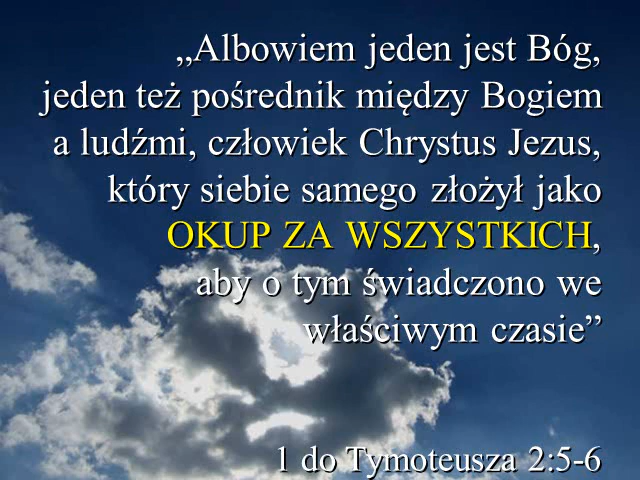 „Albowiem jeden jest Bóg,
jeden też pośrednik między Bogiem
a ludźmi, człowiek Chrystus Jezus,
który siebie samego złożył jako
OKUP ZA WSZYSTKICH,
aby o tym świadczono we
właściwym czasie”
1 do Tymoteusza 2:5-6